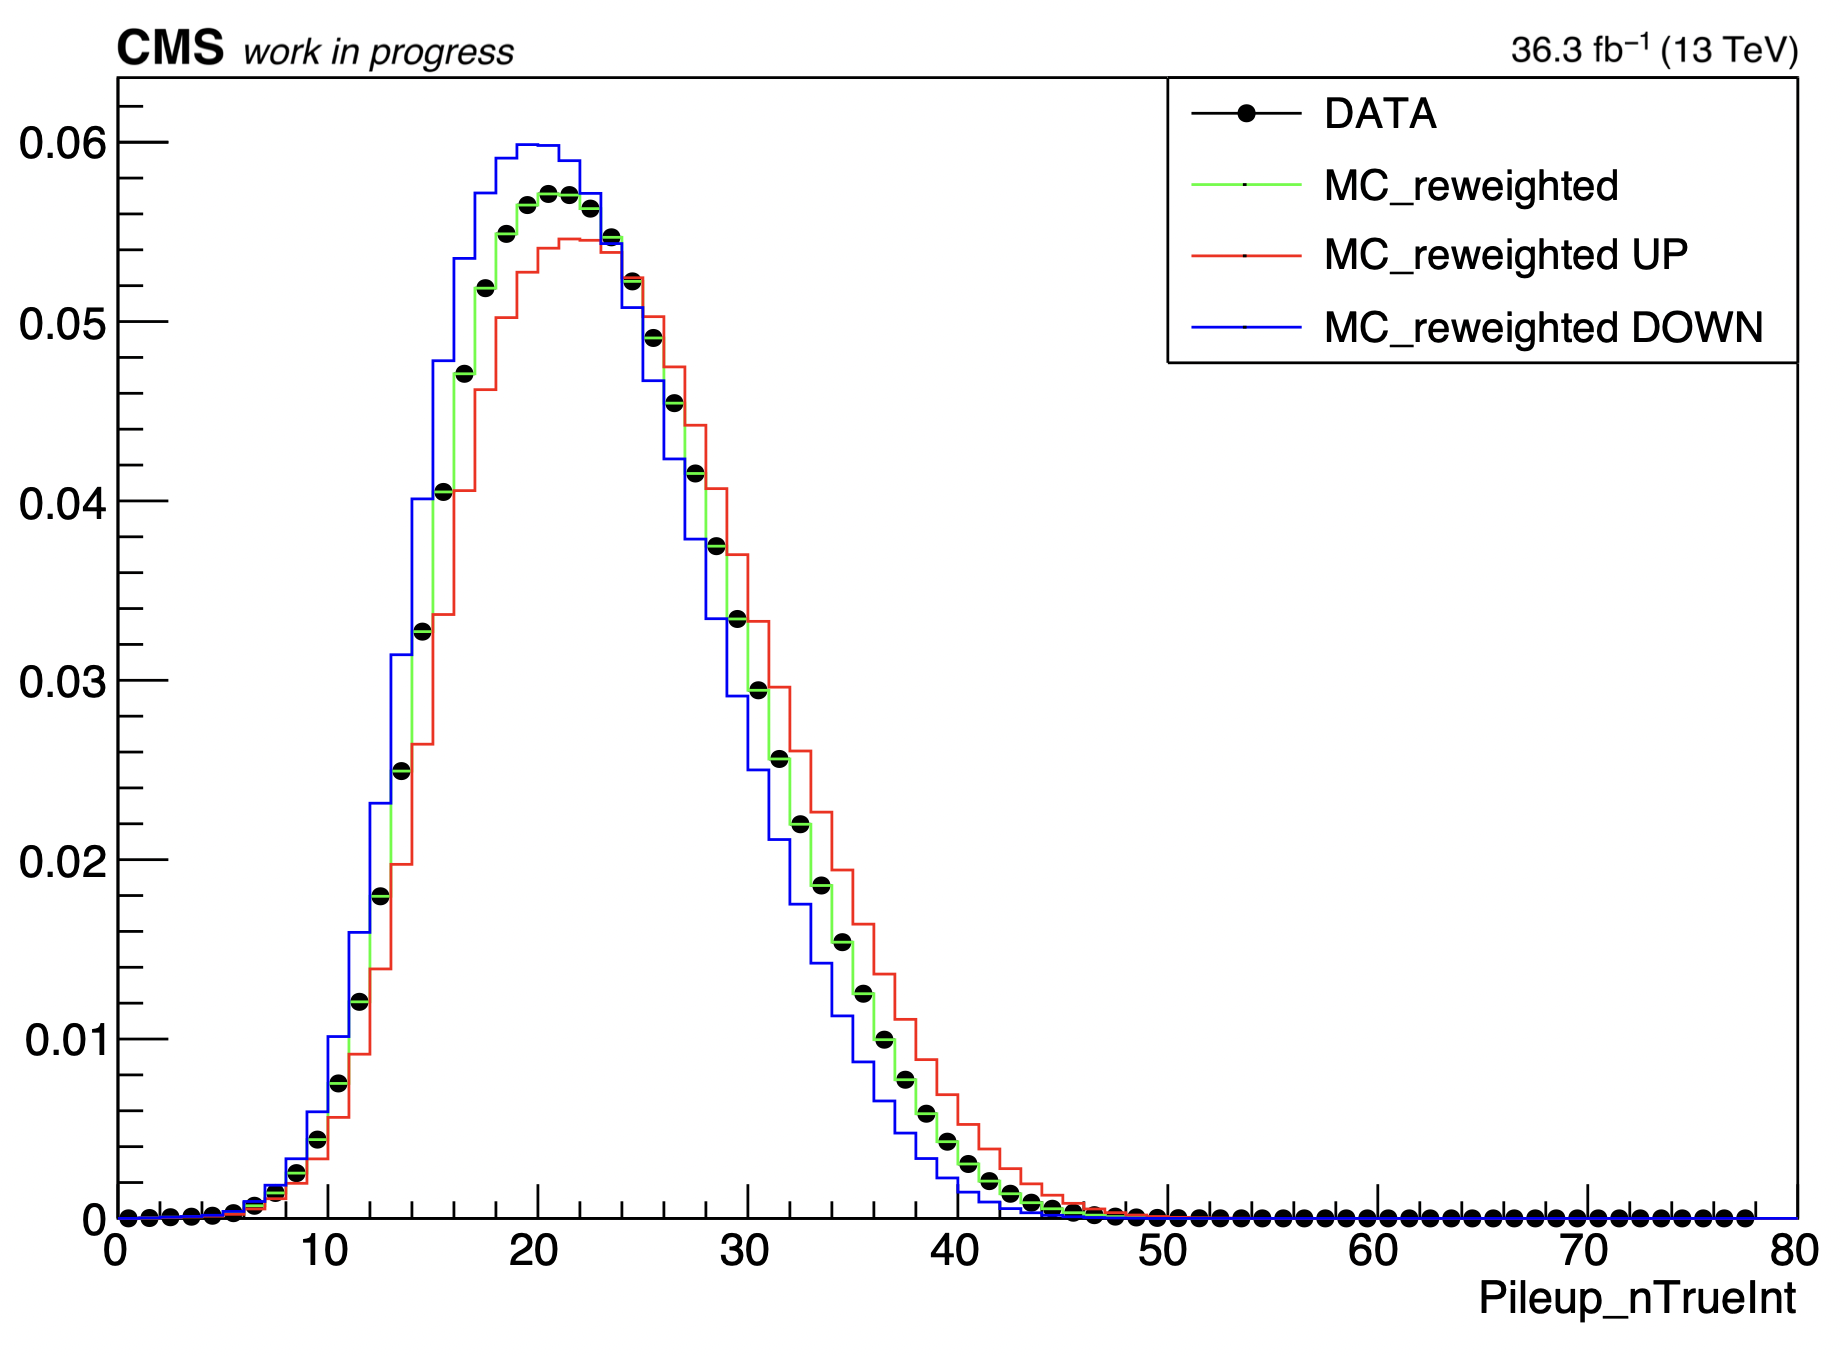 CMS work in progress 36.3 fb⁻¹ (13 TeV)
DATA
MC_reweighted
MC_reweighted UP
MC_reweighted DOWN
0.06
0.05
0.04
0.03
0.02
0.01
0
0 10 20 30 40 50 60 70 80
Pileup_nTrueInt